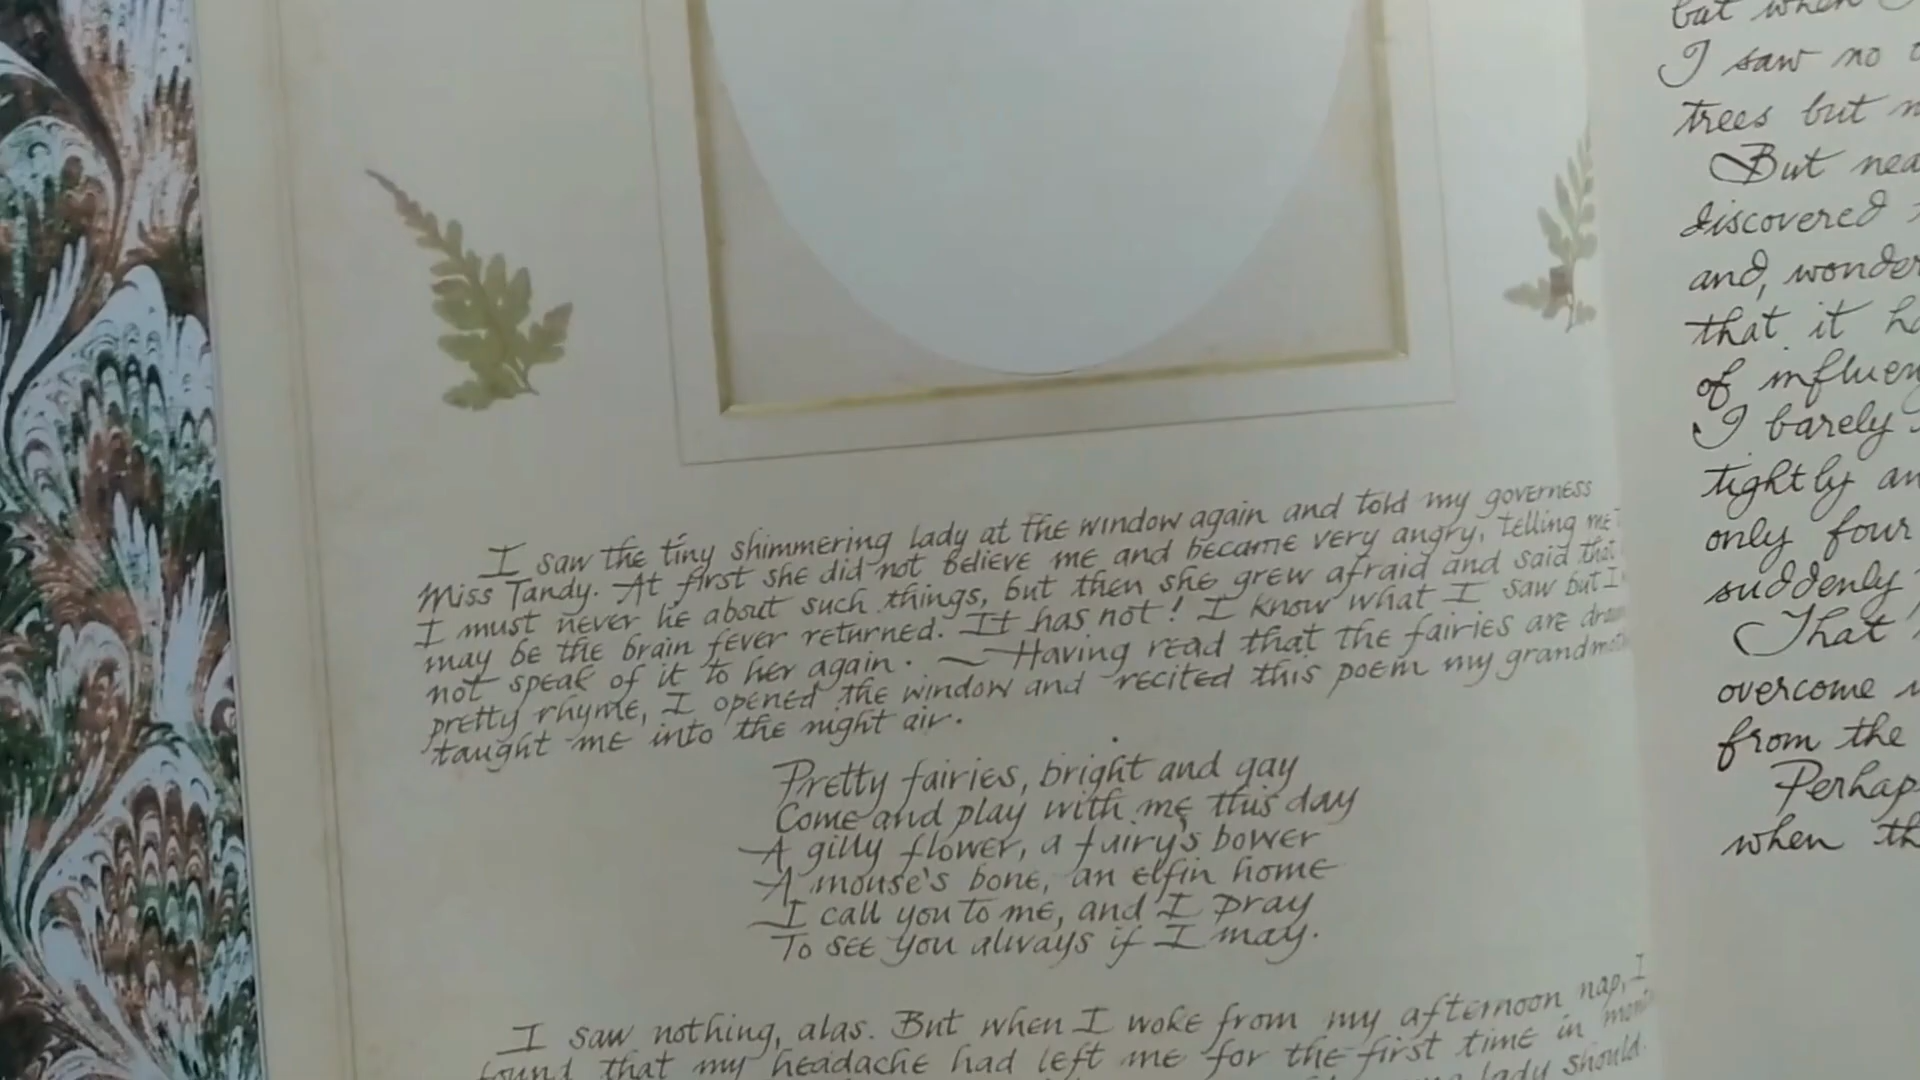 I saw the tiny shimmering lady at the window again and told my governess
Miss Tandy. At first she did not believe me and became very angry, telling me
I must never lie about such things, but then she grew afraid and said that
may be the brain fever returned. It has not! I know what I saw but I
not speak of it to her again. Having read that the fairies are
pretty rhyme, I opened the window and recited this poem my
taught me into the night air.
Pretty fairies, bright and gay
Come and play with me this day
A gilly flower, a fairy's bower
A mouse's bone, an elfin home
I call you to me, and I pray
To see you always if I may.
I saw nothing, alas. But when I woke from my afternoon nap, I
found that my headache had left me for the first time in
lady should
but when
I saw no
trees but
But
discovered
and,
that it
of
I barely
tightly
only four
suddenly
That
overcome
from the
when